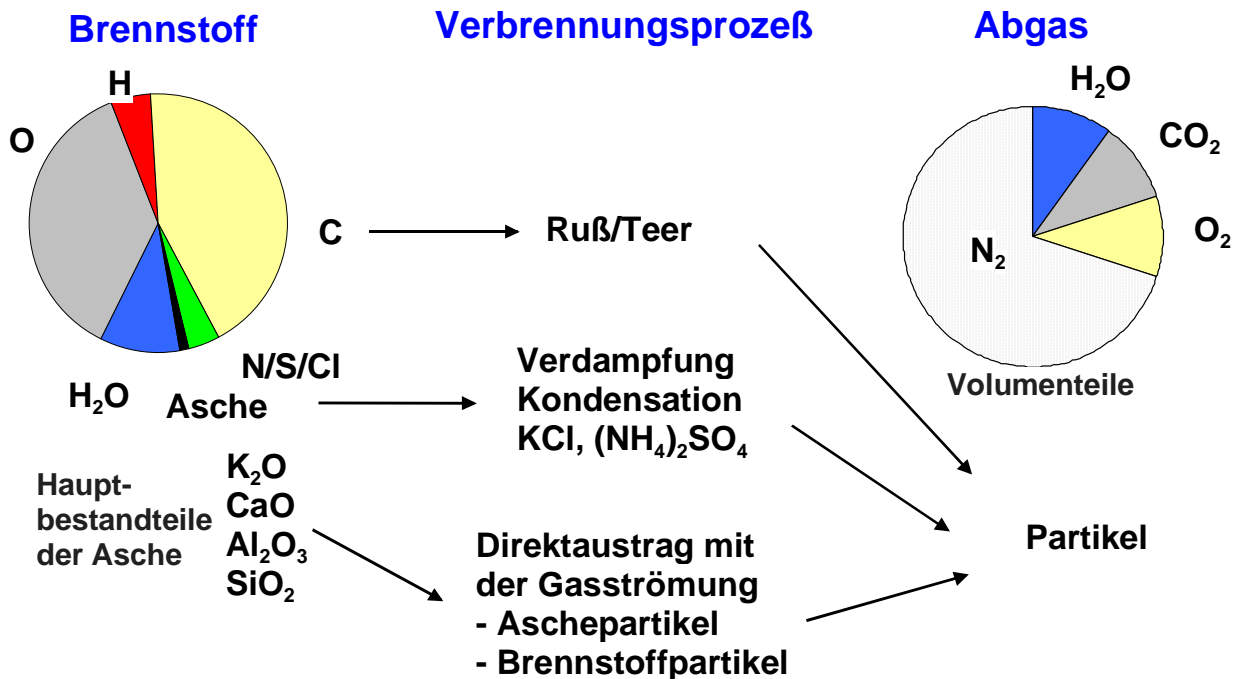 Brennstoff
Verbrennungsprozeß
Abgas
H
O
C
N/S/Cl
H₂O
Asche
Haupt-
bestandteile
der Asche
K₂O
CaO
Al₂O₃
SiO₂
Ruß/Teer
Verdampfung
Kondensation
KCl, (NH₄)₂SO₄
Direktaustrag mit
der Gasströmung
- Aschepartikel
- Brennstoffpartikel
H₂O
CO₂
O₂
N₂
Volumenteile
Partikel